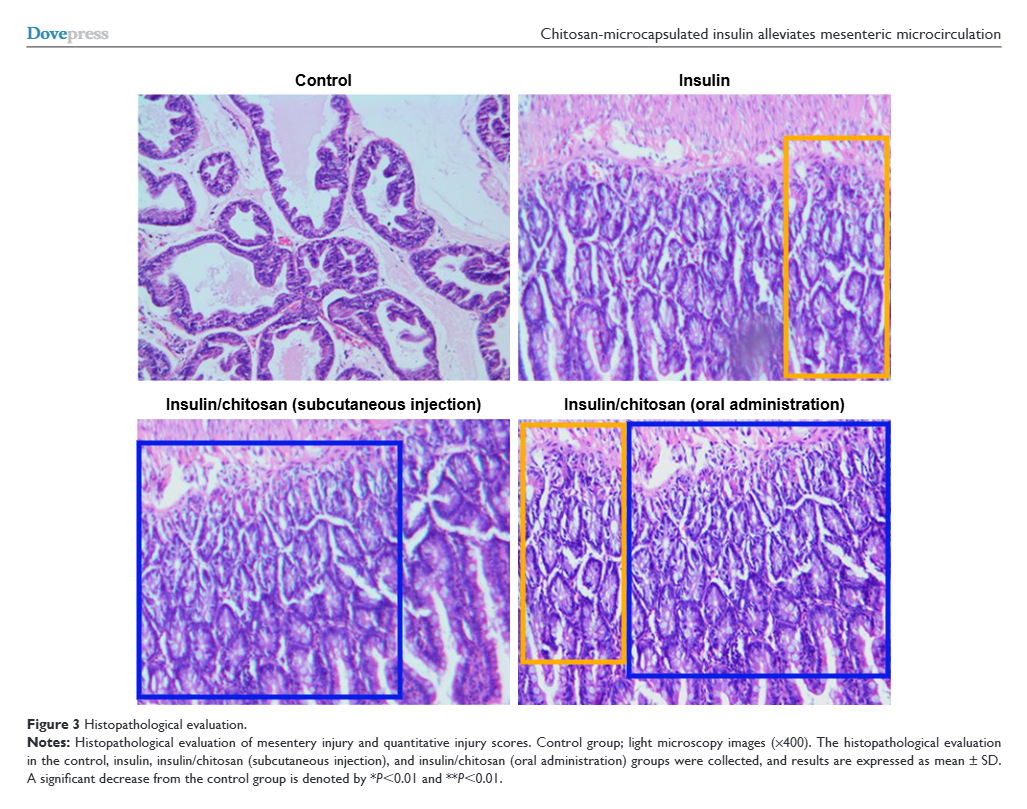 Dovepress
Chitosan-microcapsulated insulin alleviates mesenteric microcirculation
Control
Insulin
Insulin/chitosan (subcutaneous injection)
Insulin/chitosan (oral administration)
Figure 3 Histopathological evaluation.
Notes: Histopathological evaluation of mesentery injury and quantitative injury scores. Control group; light microscopy images (×400). The histopathological evaluation
in the control, insulin, insulin/chitosan (subcutaneous injection), and insulin/chitosan (oral administration) groups were collected, and results are expressed as mean ± SD.
A significant decrease from the control group is denoted by *P<0.01 and **P<0.01.